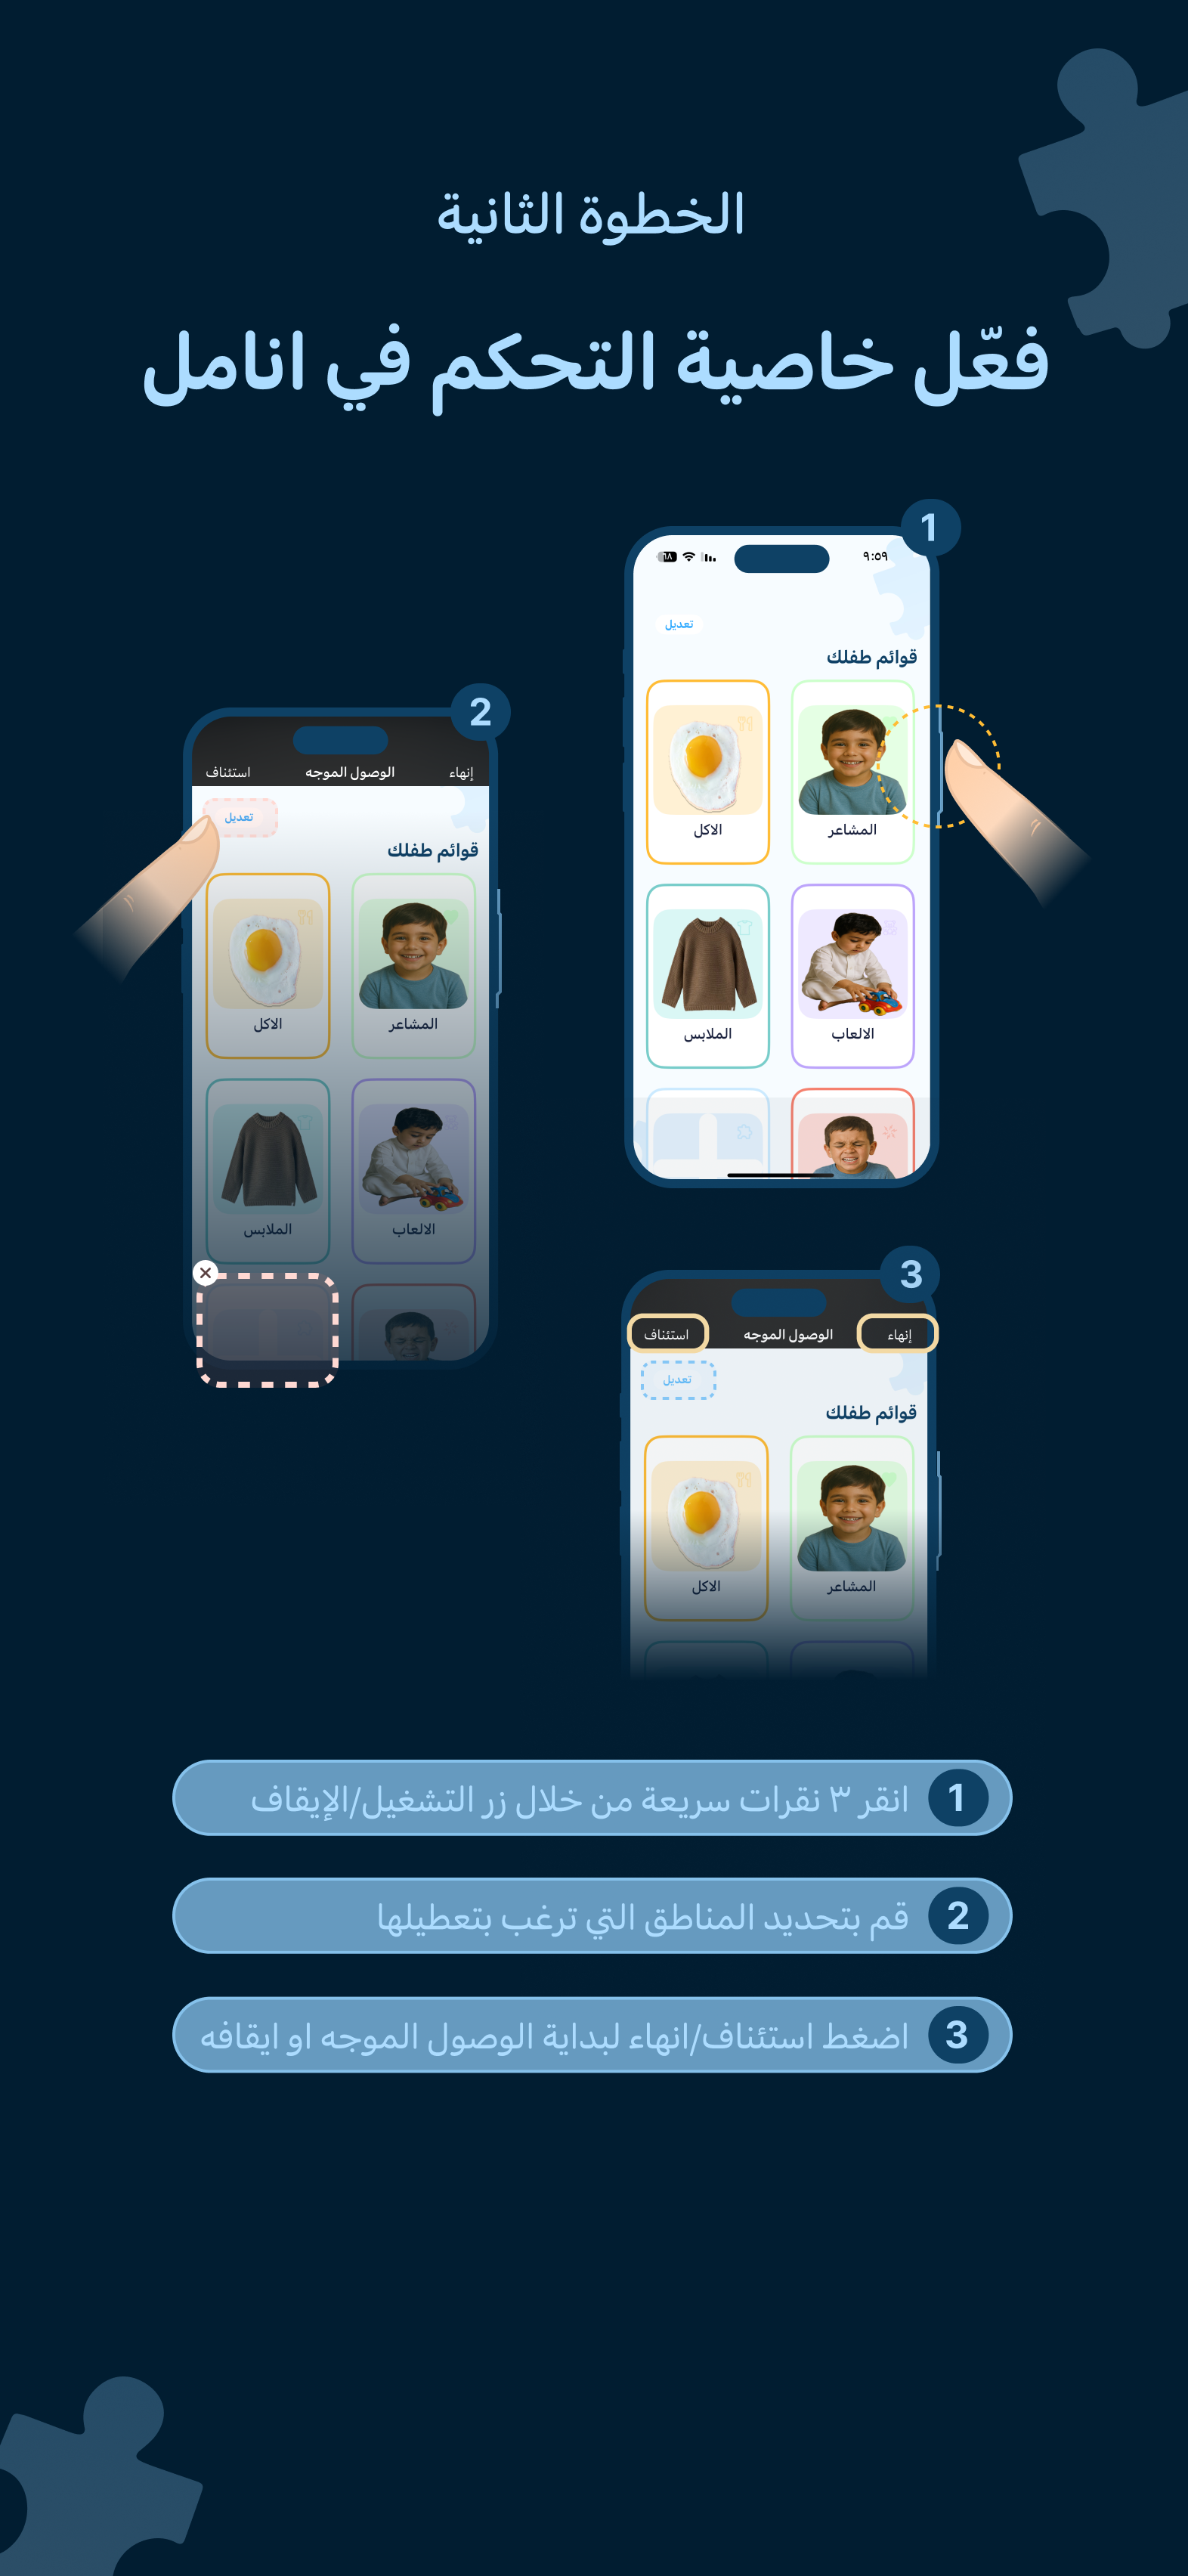 الخطوة الثانية
فعّل خاصية التحكم في انامل
1
٩:٥٩
٦٨
تعديل
قوائم طفلك
المشاعر
الاكل
الالعاب
الملابس
2
إنهاء
الوصول الموجه
استئناف
تعديل
قوائم طفلك
المشاعر
الاكل
الالعاب
الملابس
3
إنهاء
الوصول الموجه
استئناف
تعديل
قوائم طفلك
المشاعر
الاكل
1 انقر ٣ نقرات سريعة من خلال زر التشغيل/الإيقاف
2 قم بتحديد المناطق التي ترغب بتعطيلها
3 اضغط استئناف/انهاء لبداية الوصول الموجه او ايقافه